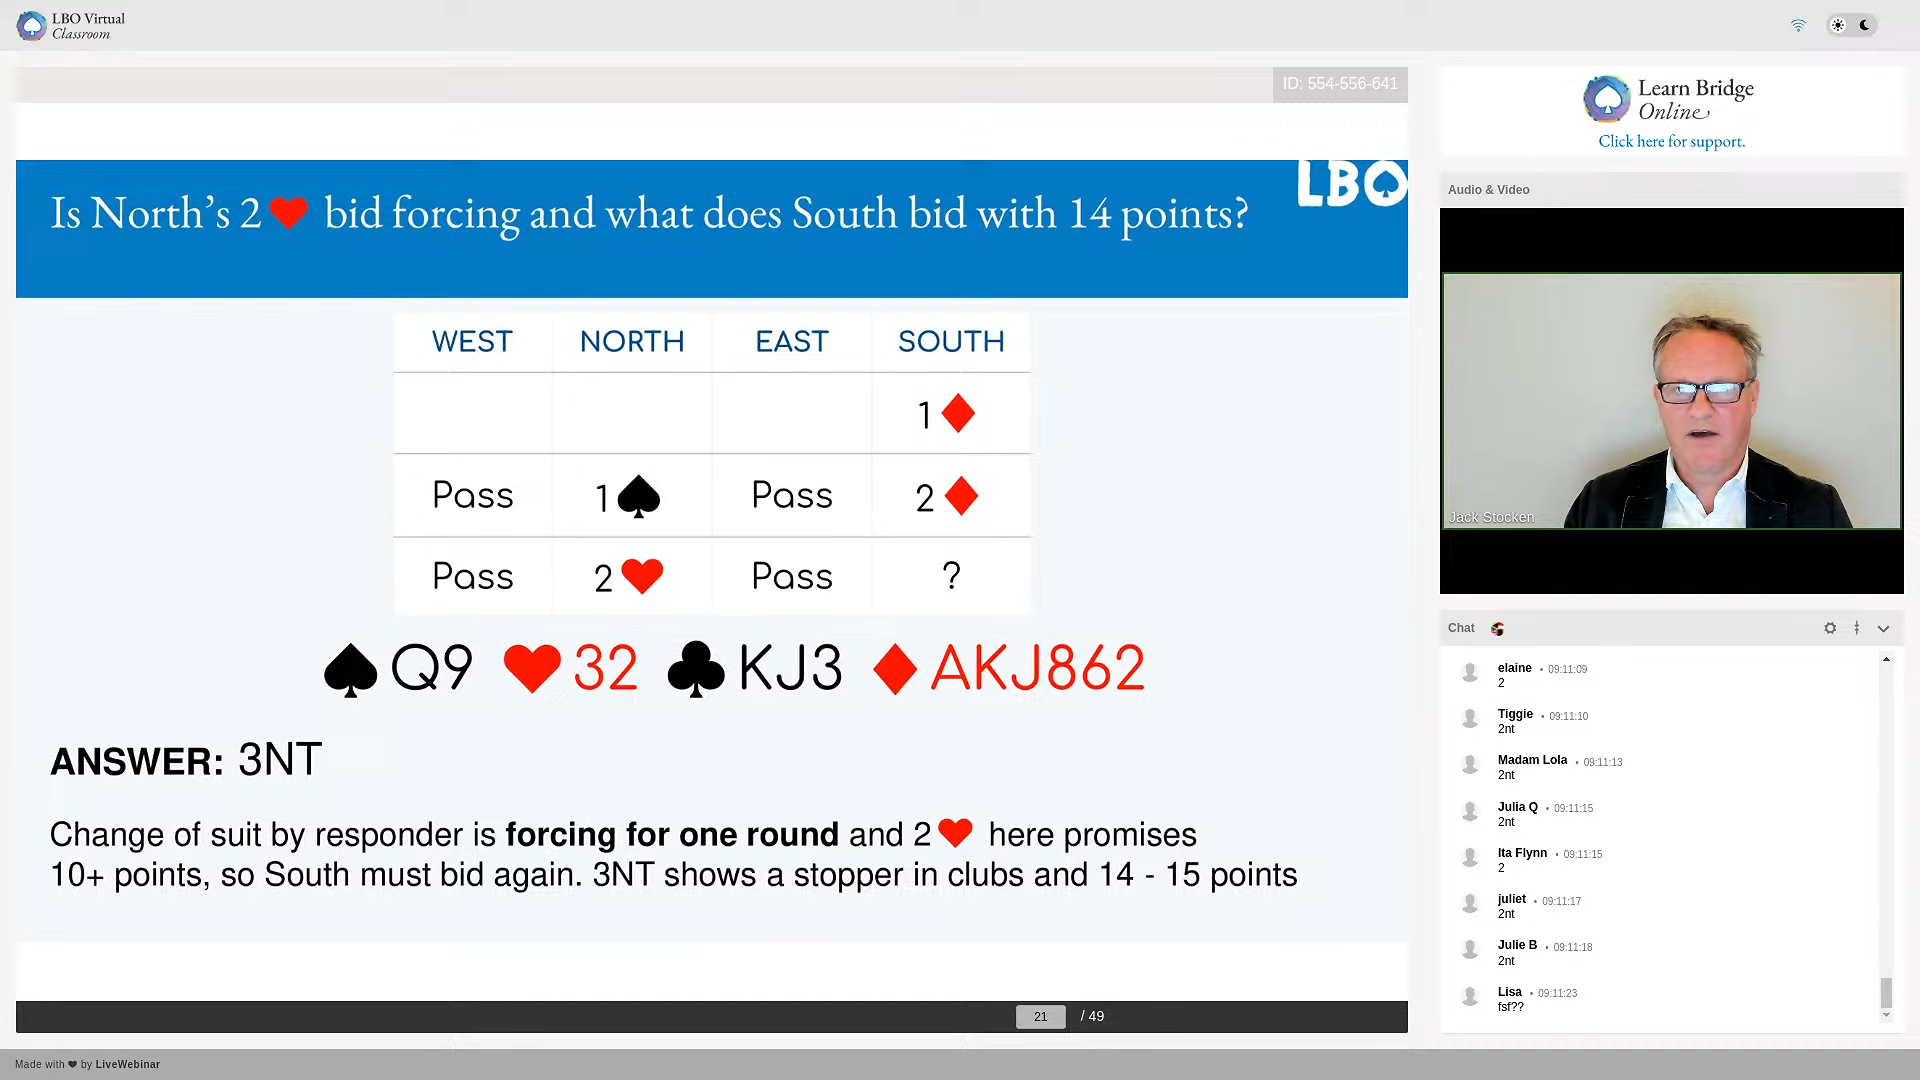 LBO Virtual
Classroom
ID: 554-556-641
LBO
Is North’s 2♥ bid forcing and what does South bid with 14 points?
WEST NORTH EAST SOUTH
1♦
Pass 1♠ Pass 2♦
Pass 2♥ Pass ?
♠Q9 ♥32 ♣KJ3 ♦AKJ862
ANSWER: 3NT
Change of suit by responder is forcing for one round and 2♥ here promises
10+ points, so South must bid again. 3NT shows a stopper in clubs and 14 - 15 points
21 / 49
Learn Bridge
Online
Click here for support.
Audio & Video
Jack Stocken
Chat
elaine • 09:11:09
2
Tiggie • 09:11:10
2nt
Madam Lola • 09:11:13
2nt
Julia Q • 09:11:15
2nt
Ita Flynn • 09:11:15
2
juliet • 09:11:17
2nt
Julie B • 09:11:18
2nt
Lisa • 09:11:23
fsf??
Made with ❤ by LiveWebinar